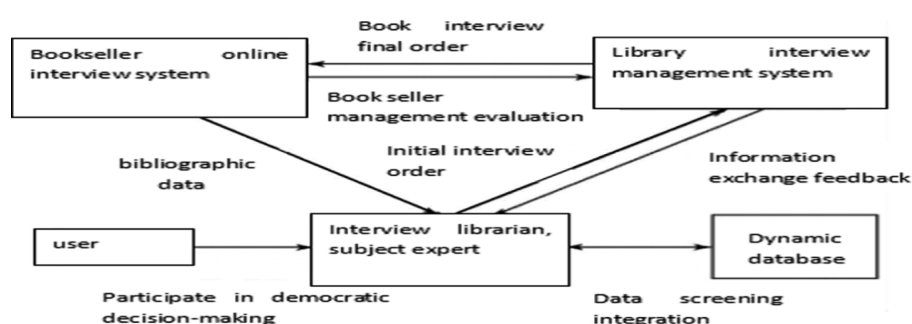 Book interview
final order
Bookseller online
interview system
Library interview
management system
Book seller
management evaluation
bibliographic
data
Initial interview
order
Information
exchange feedback
user
Interview librarian,
subject expert
Dynamic
database
Participate in democratic
decision-making
Data screening
integration